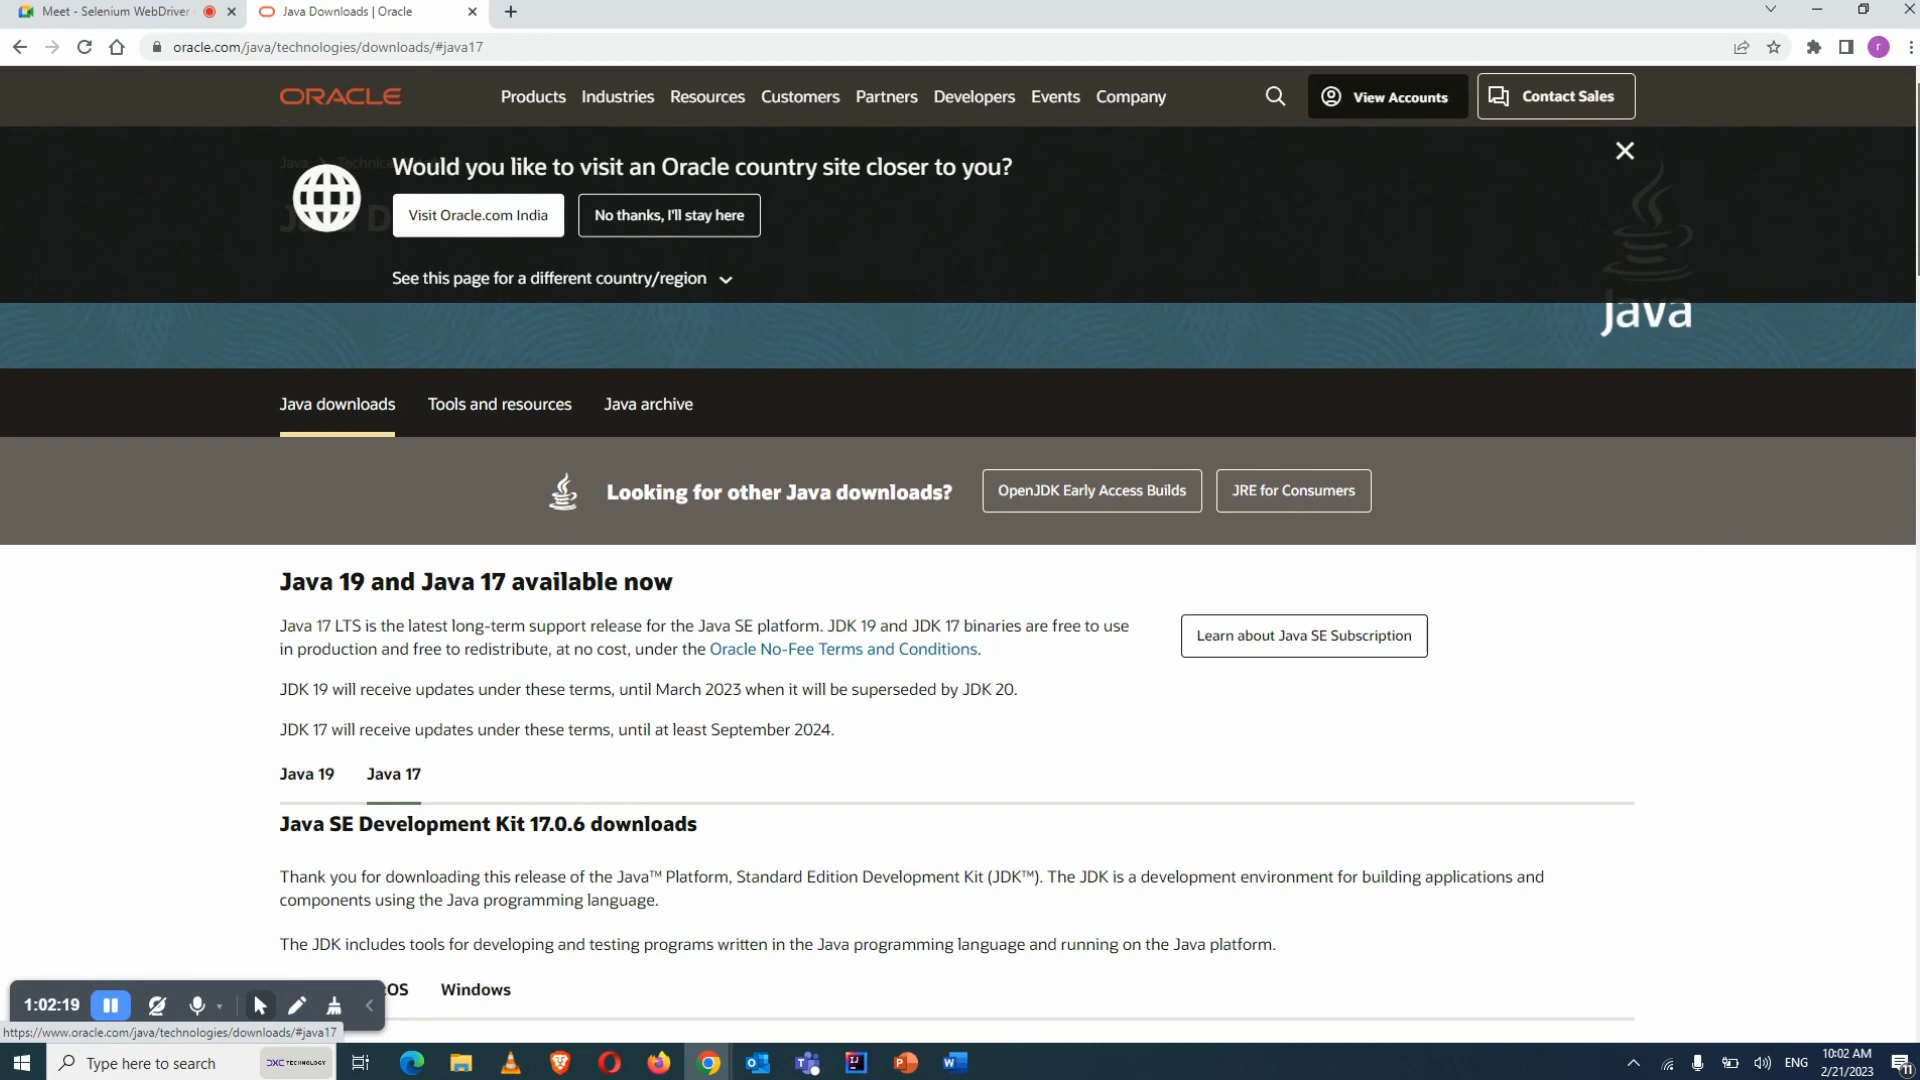 Meet - Selenium WebDriver
Java Downloads | Oracle
oracle.com/java/technologies/downloads/#java17
r
ORACLE
Products Industries Resources Customers Partners Developers Events Company
View Accounts
Contact Sales
Would you like to visit an Oracle country site closer to you?
Visit Oracle.com India
No thanks, I'll stay here
See this page for a different country/region
Java
Java downloads Tools and resources Java archive
Looking for other Java downloads?
OpenJDK Early Access Builds
JRE for Consumers
Java 19 and Java 17 available now
Java 17 LTS is the latest long-term support release for the Java SE platform. JDK 19 and JDK 17 binaries are free to use
in production and free to redistribute, at no cost, under the Oracle No-Fee Terms and Conditions.
Learn about Java SE Subscription
JDK 19 will receive updates under these terms, until March 2023 when it will be superseded by JDK 20.
JDK 17 will receive updates under these terms, until at least September 2024.
Java 19 Java 17
Java SE Development Kit 17.0.6 downloads
Thank you for downloading this release of the Java™ Platform, Standard Edition Development Kit (JDK™). The JDK is a development environment for building applications and
components using the Java programming language.
The JDK includes tools for developing and testing programs written in the Java programming language and running on the Java platform.
OS Windows
1:02:19
https://www.oracle.com/java/technologies/downloads/#java17
Type here to search
DXC TECHNOLOGY
ENG
10:02 AM
2/21/2023
11